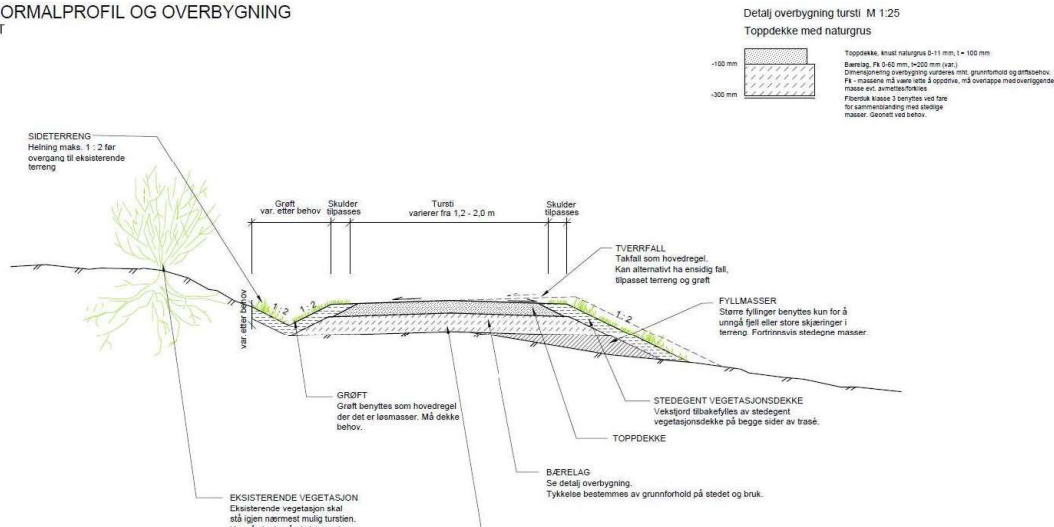 ORMALPROFIL OG OVERBYGNING
T
Detalj overbygning tursti M 1:25
Toppdekke med naturgrus
-100 mm
-300 mm
Toppdekke, knust naturgrus 0-11 mm, t = 100 mm
Bærelag, Fk 0-60 mm, t=200 mm (var.)
Dimensjonering overbygning vurderes mht. grunnforhold og driftsbehov.
Fk - massene må være lette å oppdrive, må overlappe med overliggende
masse evt. avrettes/forkiles
Fiberduk klasse 3 benyttes ved fare
for sammenblanding med stedlige
masser. Geonett ved behov.
SIDETERRENG
Helning maks. 1 : 2 før
overgang til eksisterende
terreng
Grøft
var. etter behov
Skulder
tilpasses
Tursti
varierer fra 1,2 - 2,0 m
Skulder
tilpasses
TVERRFALL
Takfall som hovedregel.
Kan alternativt ha ensidig fall,
tilpasset terreng og grøft
FYLLMASSER
Større fyllinger benyttes kun for å
unngå fjell eller store skjæringer i
terreng. Fortrinnsvis stedegne masser
var. etter behov
1:2
1:2
1:2
GRØFT
Grøft benyttes som hovedregel
der det er løsmasser. Må dekke
behov.
STEDEGENT VEGETASJONSDEKKE
Vekstjord tilbakefylles av stedegent
vegetasjonsdekke på begge sider av trasé.
TOPPDEKKE
BÆRELAG
Se detalj overbygning.
Tykkelse bestemmes av grunnforhold på stedet og bruk.
EKSISTERENDE VEGETASJON
Eksisterende vegetasjon skal
stå igjen nærmest mulig turstien.